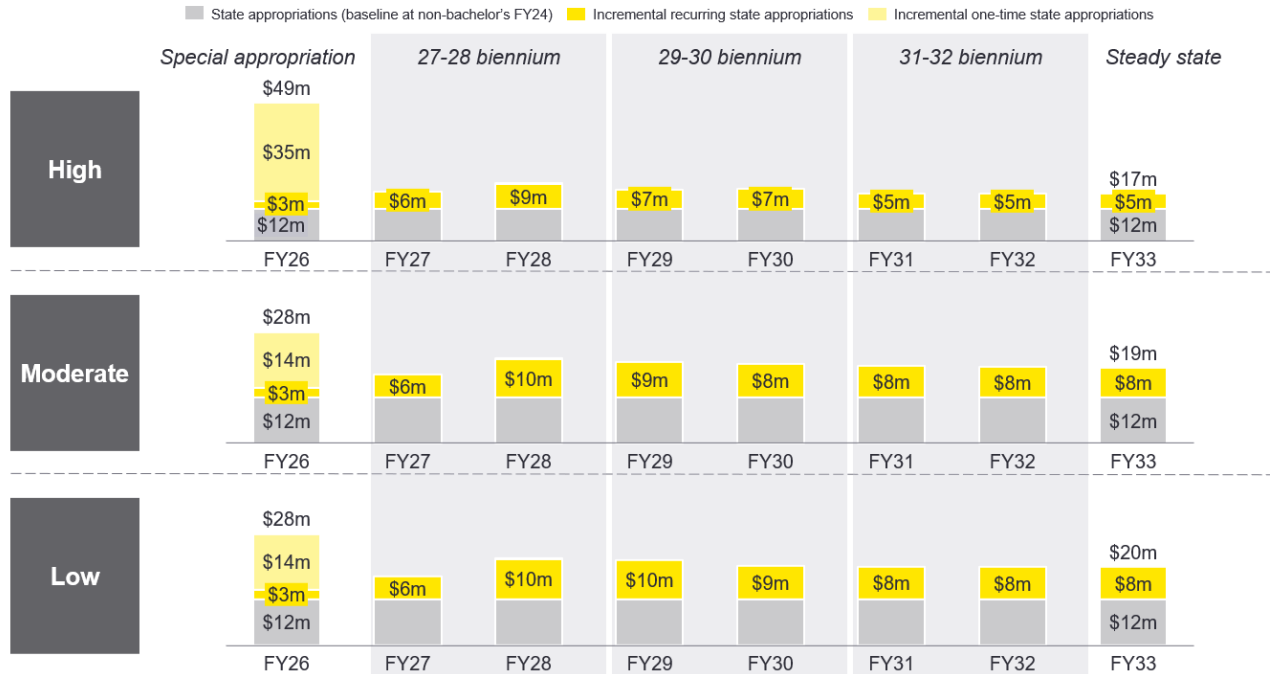 State appropriations (baseline at non-bachelor's FY24) Incremental recurring state appropriations Incremental one-time state appropriations
Special appropriation 27-28 biennium 29-30 biennium 31-32 biennium Steady state
High
$49m
$35m
$3m $6m $9m $7m $7m $5m $5m $17m
$5m
$12m $12m
FY26 FY27 FY28 FY29 FY30 FY31 FY32 FY33
Moderate
$28m
$14m
$3m $6m $10m $9m $8m $8m $8m $19m
$8m
$12m $12m
FY26 FY27 FY28 FY29 FY30 FY31 FY32 FY33
Low
$28m
$14m
$3m $6m $10m $10m $9m $8m $8m $20m
$8m
$12m $12m
FY26 FY27 FY28 FY29 FY30 FY31 FY32 FY33